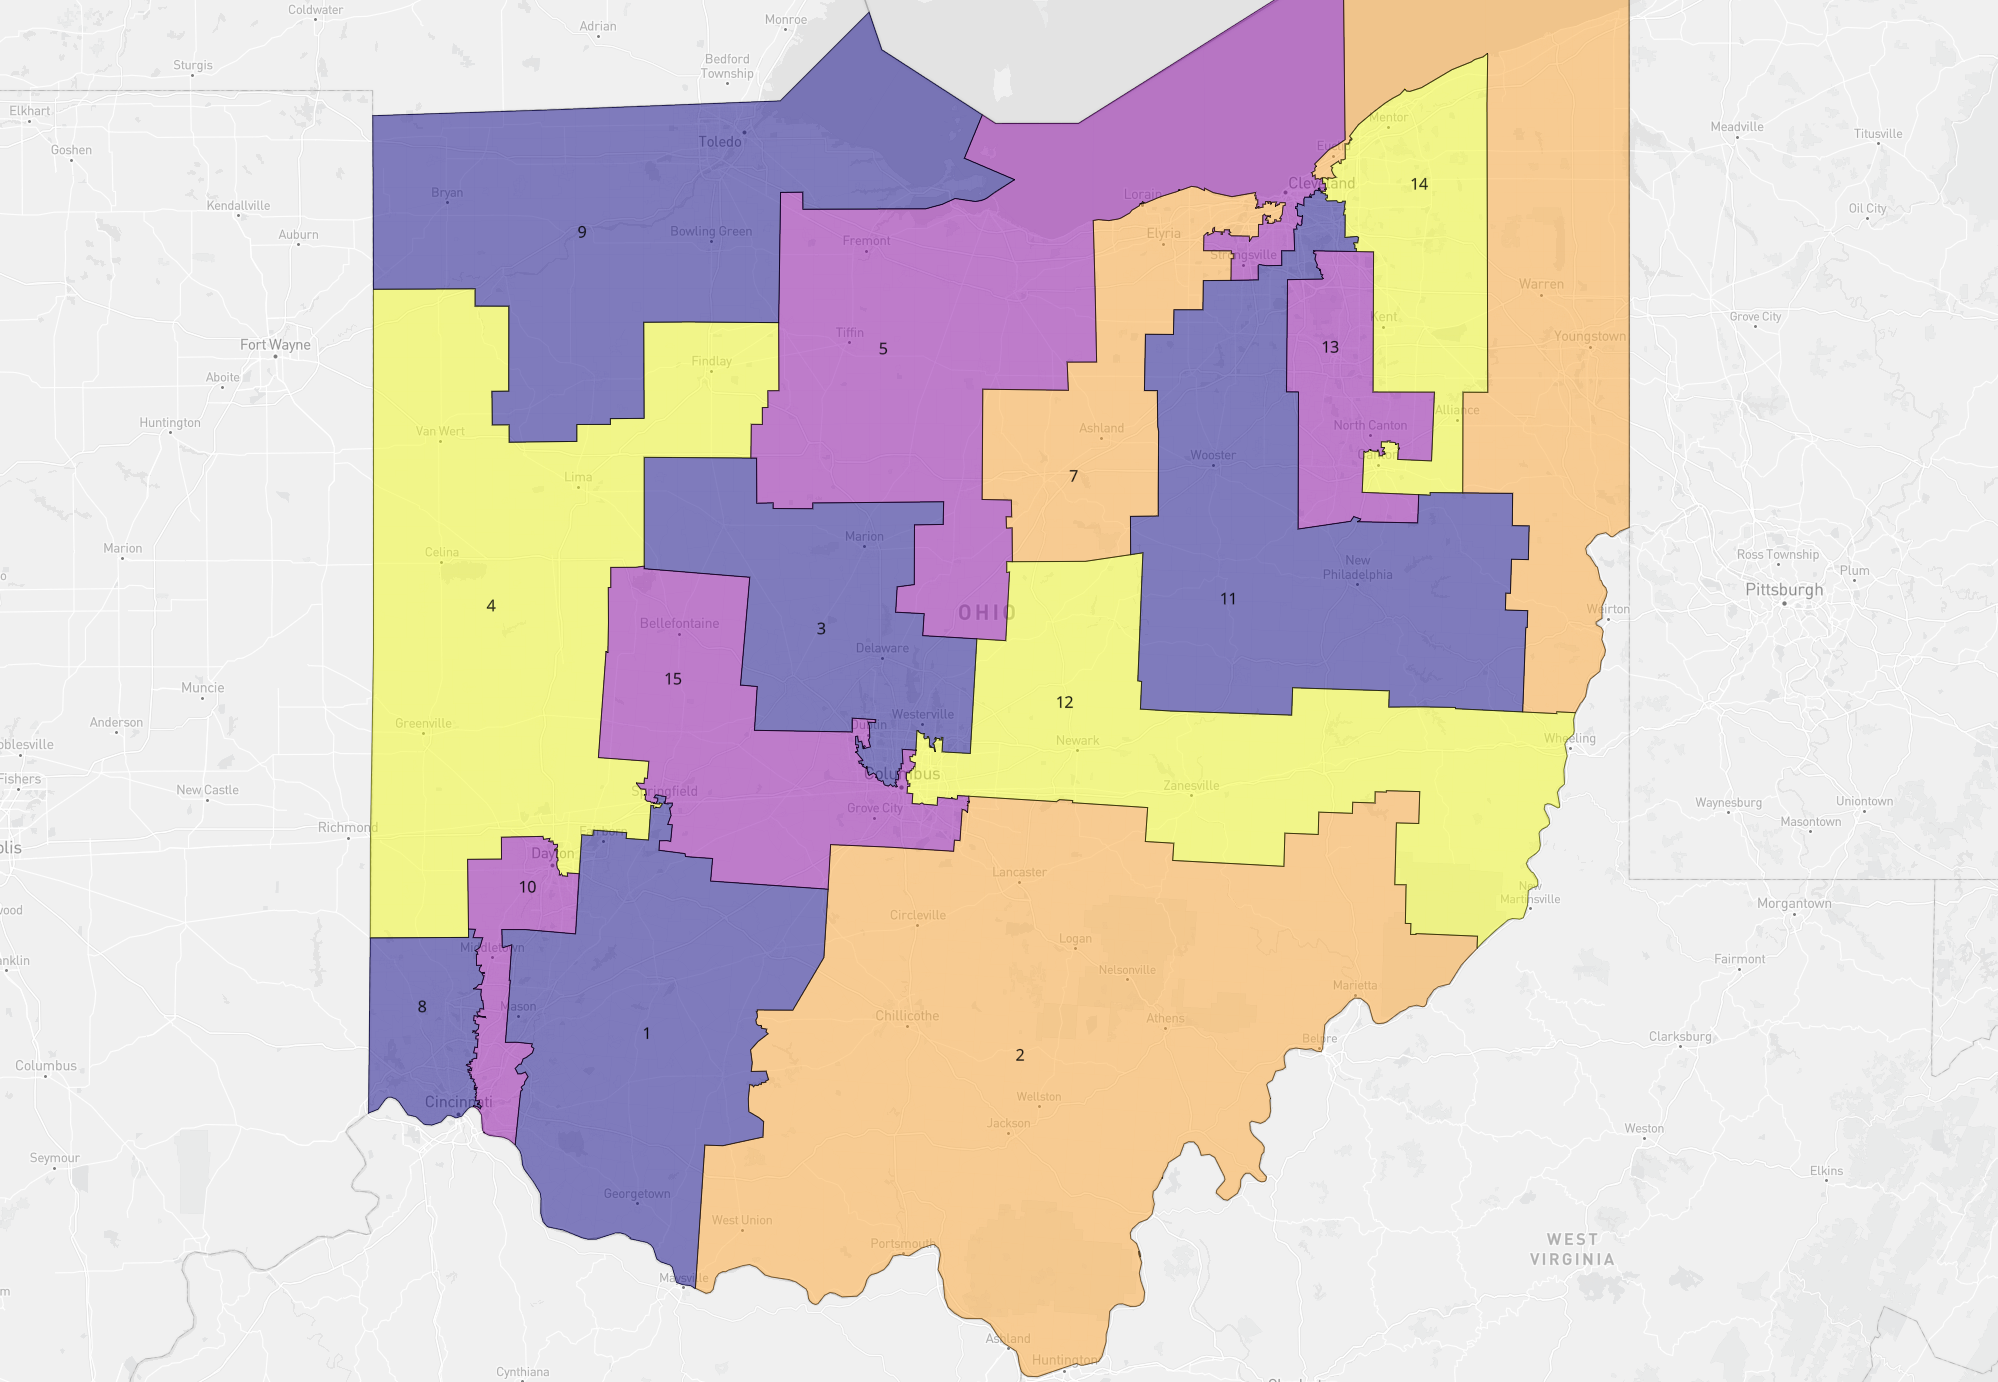 Coldwater
Monroe
Adrian
Bedford
Township
Sturgis
Elkhart
Goshen
Kendallville
Auburn
Fort Wayne
Aboite
Huntington
Marion
Muncie
Anderson
oblesville
Fishers
New Castle
olis
Richmond
wood
anklin
Columbus
Seymour
m
o
Cynthiana
Toledo
Bryan
Bowling Green
9
Fremont
Tiffin
5
Findlay
Van Wert
Lima
Celina
4
Greenville
Marion
3
Delaware
Bellefontaine
15
Westerville
Dublin
Columbus
Grove City
Springfield
Fairborn
Dayton
10
Middletown
Mason
8
1
Cincinnati
Georgetown
Maysville
West Union
Portsmouth
Lorain
Elyria
Strongsville
Cleveland
Euclid
Mentor
14
Warren
Youngstown
Kent
13
Alliance
North Canton
Canton
Ashland
7
Wooster
New
Philadelphia
11
OHIO
12
Newark
Zanesville
Lancaster
Circleville
Logan
Nelsonville
Chillicothe
Athens
2
Wellston
Jackson
Marietta
Belpre
Ashland
Huntington
Meadville
Titusville
Oil City
Grove City
Ross Township
Plum
Pittsburgh
Weirton
Wheeling
Waynesburg
Uniontown
Masontown
New
Martinsville
Morgantown
Fairmont
Clarksburg
Weston
Elkins
WEST
VIRGINIA